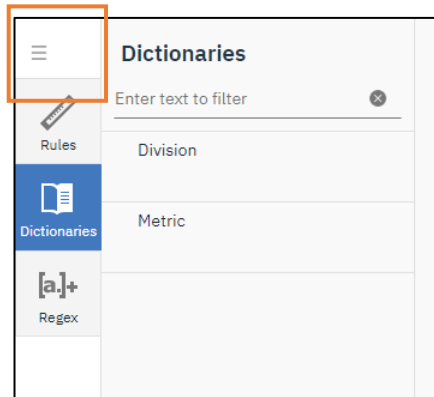 Dictionaries
Enter text to filter
Rules
Division
Dictionaries
Metric
[a.]+
Regex